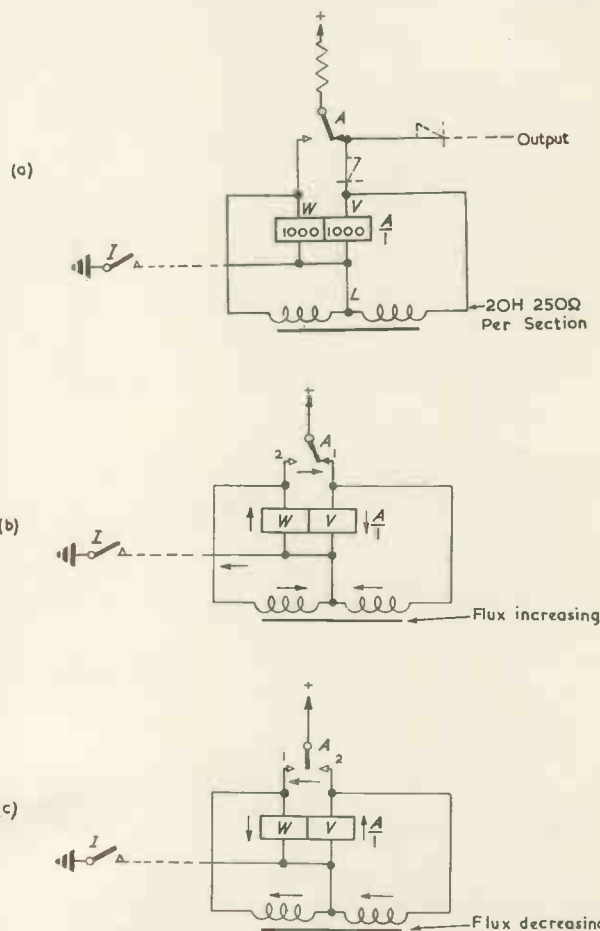 +
A
Output
(a)
W V A/1
1000 1000
I
L
20H 250Ω
Per Section
+
2 A 1
(b)
W V A/1
I
Flux increasing
+
1 A 2
(c)
W V A/1
I
Flux decreasing